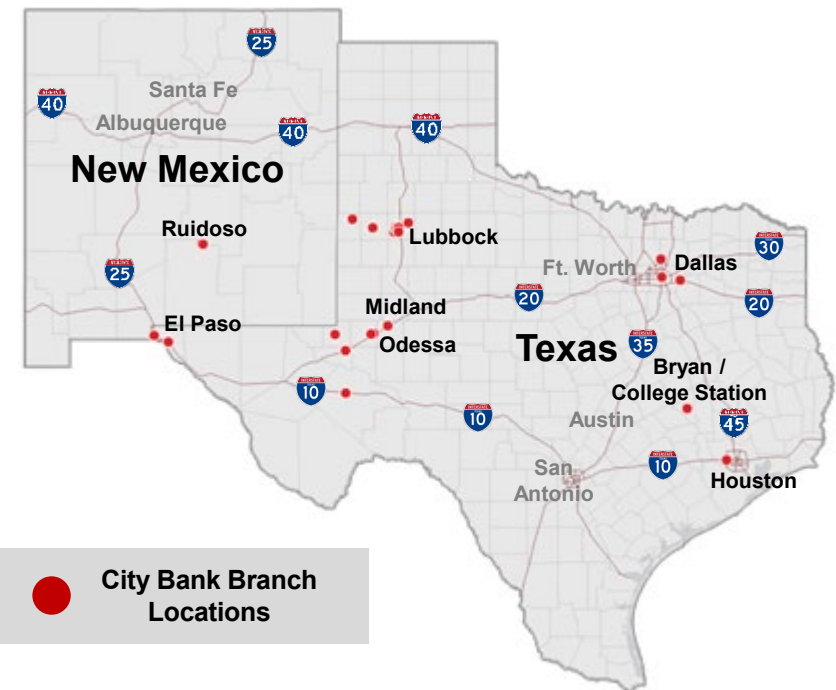 25
Santa Fe
40
Albuquerque
40
40
New Mexico
Ruidoso
Lubbock
25
Ft. Worth
Dallas
30
20
20
Midland
El Paso
Odessa
Texas
35
Bryan /
College Station
10
10
Austin
45
San
Antonio
10
Houston
City Bank Branch
Locations